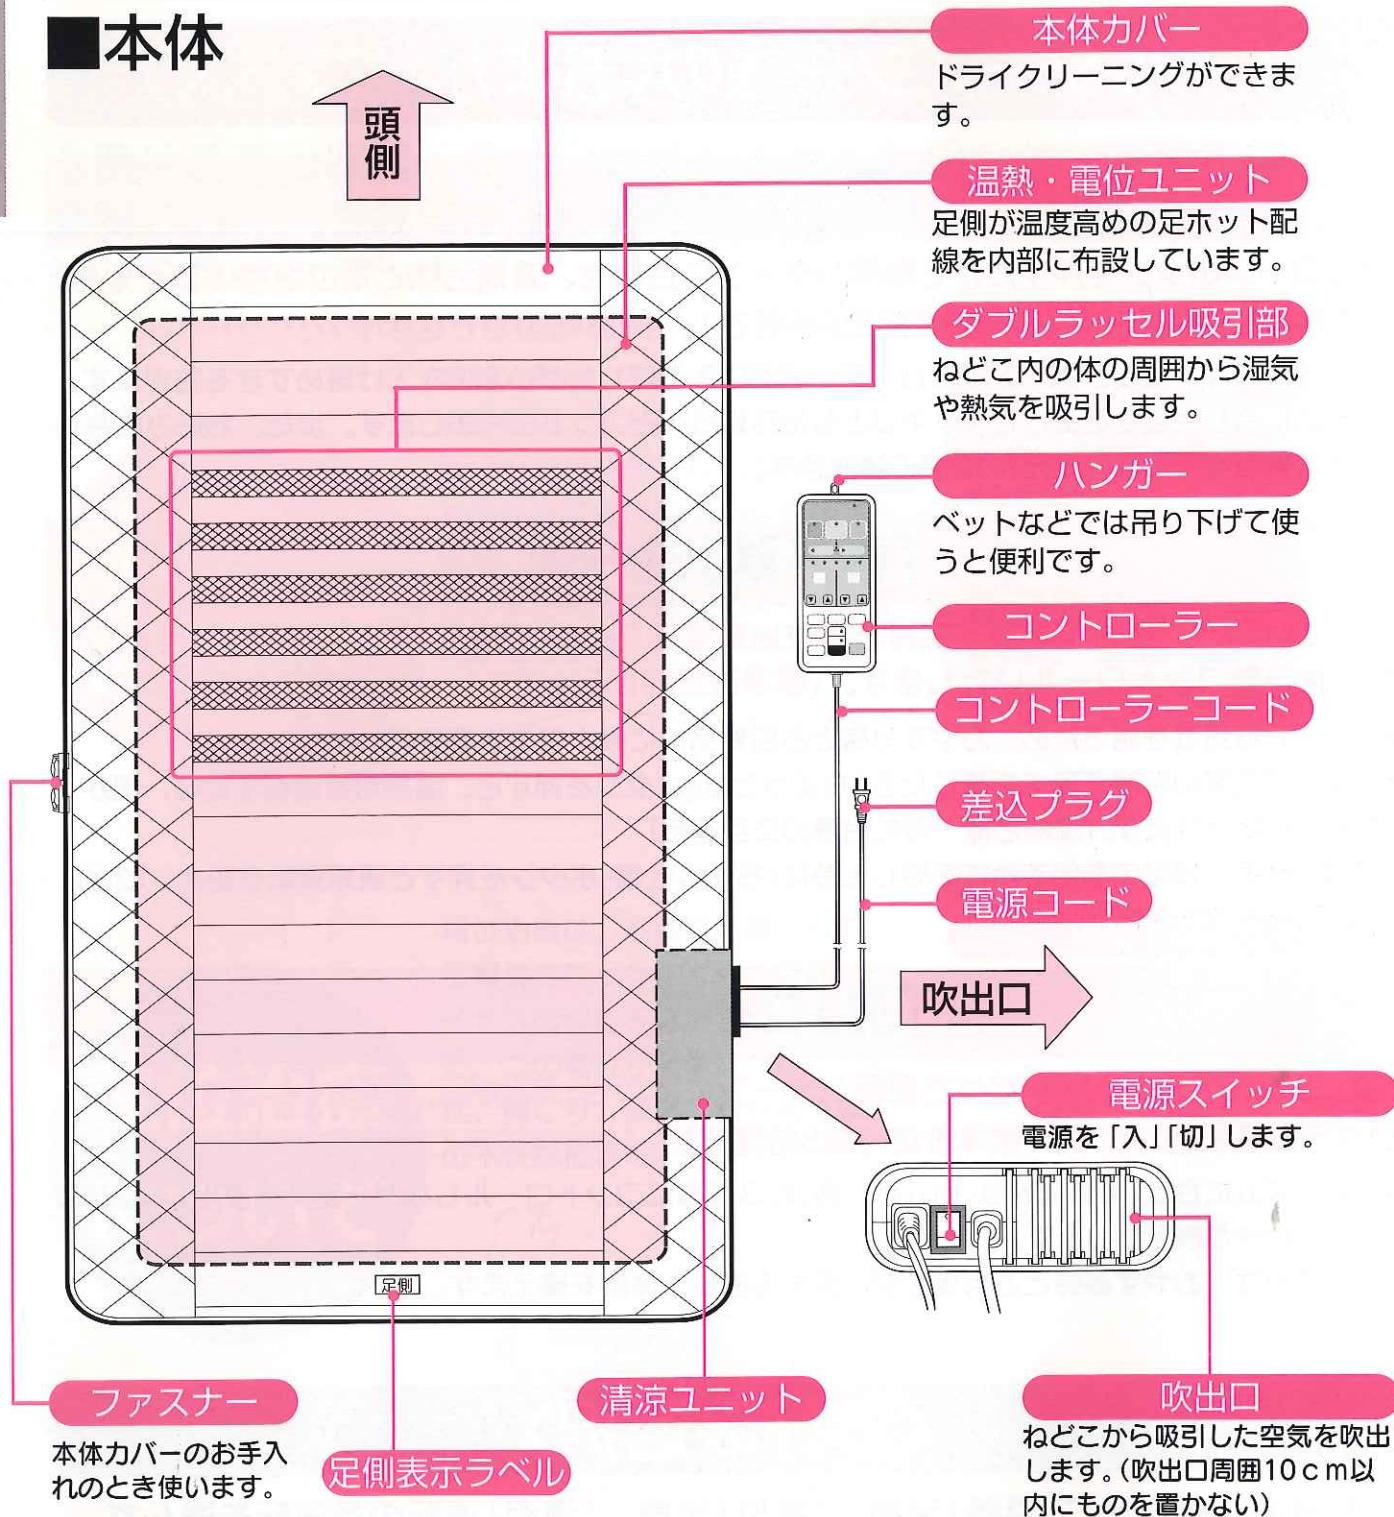 ■本体
頭側
本体カバー
ドライクリーニングができま
す。
温熱・電位ユニット
足側が温度高めの足ホット配
線を内部に布設しています。
ダブルラッセル吸引部
ねどこ内の体の周囲から湿気
や熱気を吸引します。
ハンガー
ベットなどでは吊り下げて使
うと便利です。
コントローラー
コントローラーコード
差込プラグ
電源コード
吹出口
電源スイッチ
電源を「入」「切」します。
足側
ファスナー
本体カバーのお手入
れのとき使います。
足側表示ラベル
清涼ユニット
吹出口
ねどこから吸引した空気を吹出
します。(吹出口周囲10cm以
内にものを置かない)